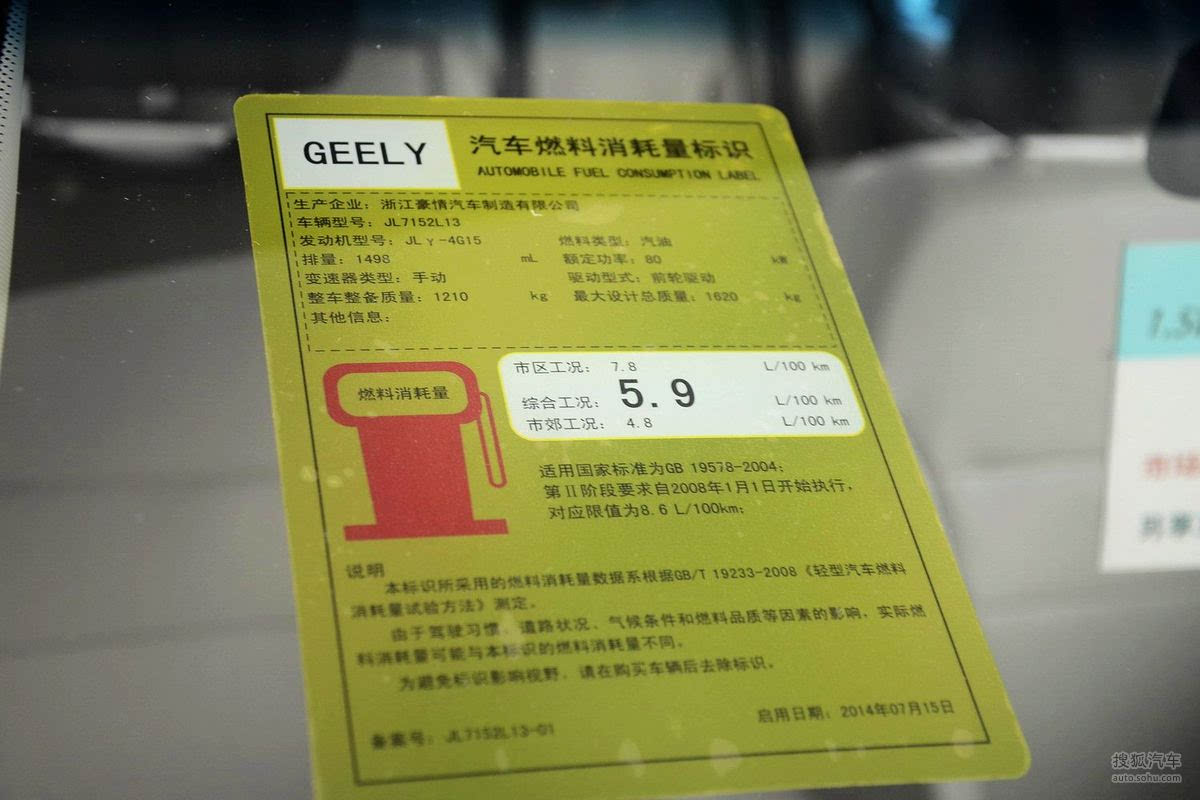 GEELY
汽车燃料消耗量标识
AUTOMOBILE FUEL CONSUMPTION LABEL
生产企业：浙江豪情汽车制造有限公司
车辆型号：JL7152L13
发动机型号：JLγ-4G15 燃料类型：汽油
排量：1498 mL 额定功率：80 kW
变速器类型：手动 驱动型式：前轮驱动
整车整备质量：1210 kg 最大设计总质量：1620 kg
其他信息：
燃料消耗量
市区工况： 7.8 L/100 km
综合工况： 5.9 L/100 km
市郊工况： 4.8 L/100 km
适用国家标准为GB 19578-2004；
第Ⅱ阶段要求自2008年1月1日开始执行，
对应限值为8.6 L/100km；
说明
本标识所采用的燃料消耗量数据系根据GB/T 19233-2008《轻型汽车燃料
消耗量试验方法》测定。
由于驾驶习惯、道路状况、气候条件和燃料品质等因素的影响，实际燃
料消耗量可能与本标识的燃料消耗量不同。
为避免标识影响视野，请在购买车辆后去除标识。
备案号：JL7152L13-01 启用日期：2014年07月15日
搜狐汽车
auto.sohu.com